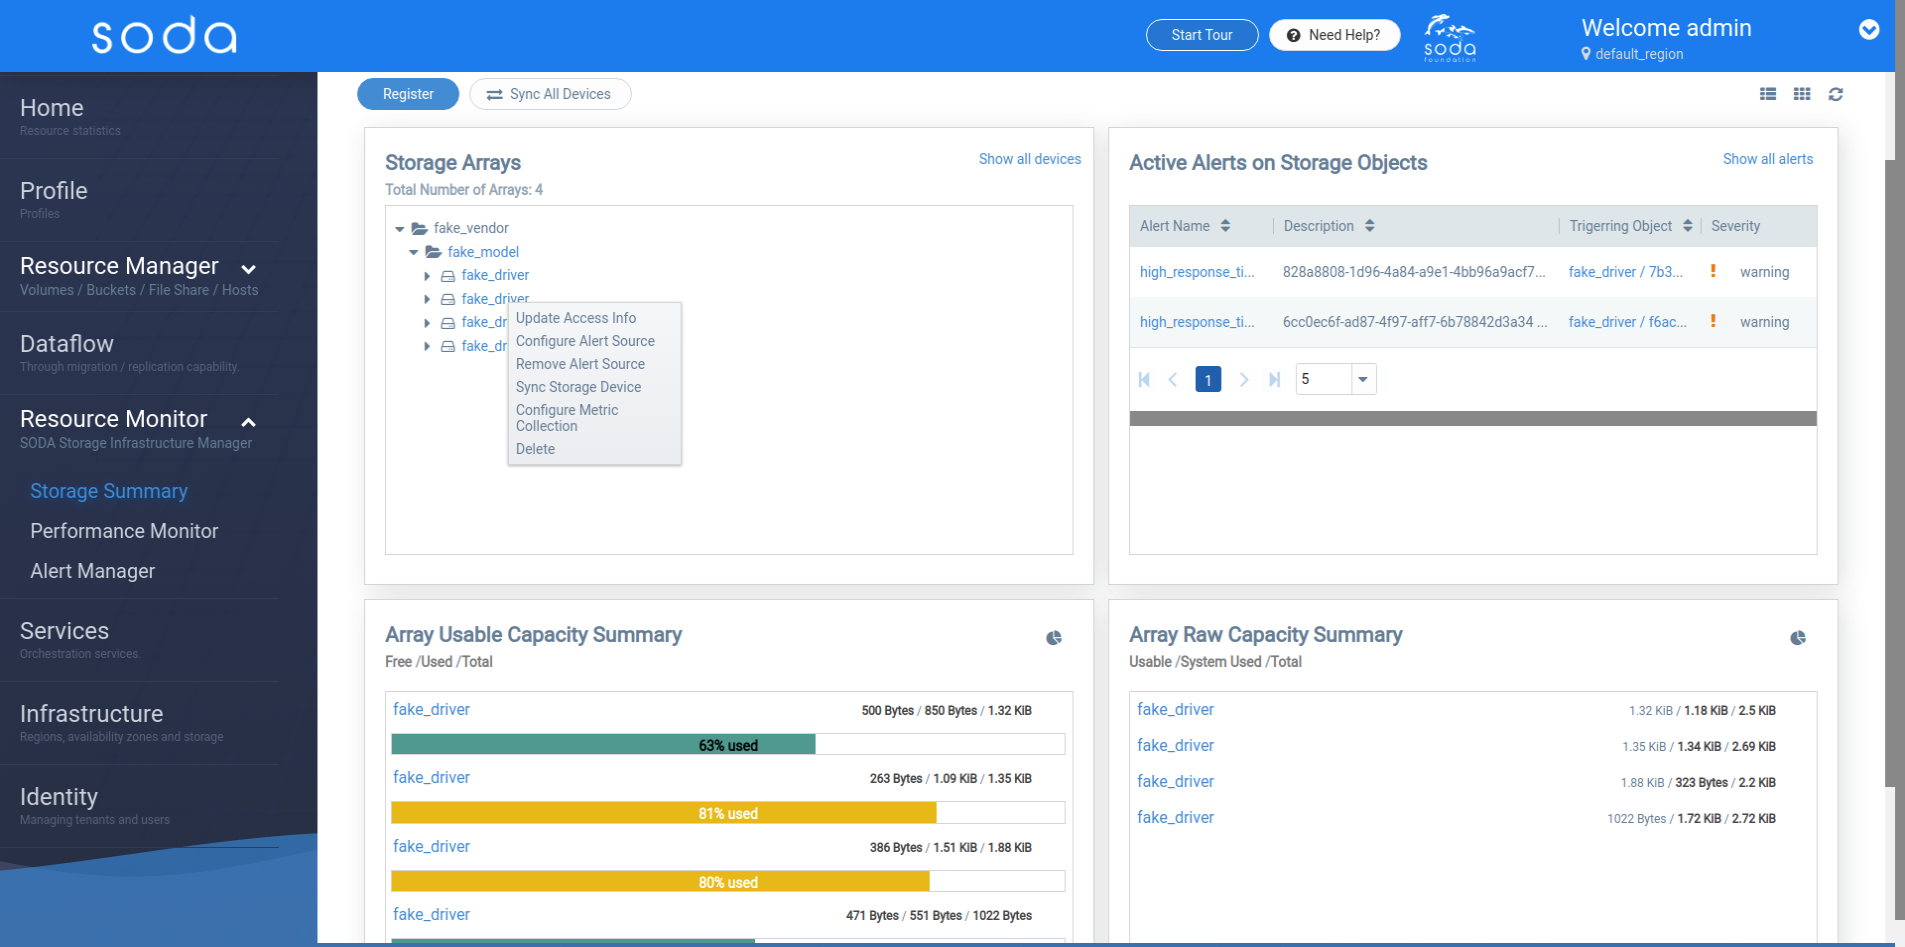 soda
Start Tour
Need Help?
soda
foundation
Welcome admin
default_region
Home
Resource statistics
Profile
Profiles
Resource Manager
Volumes / Buckets / File Share / Hosts
Dataflow
Through migration / replication capability.
Resource Monitor
SODA Storage Infrastructure Manager
Storage Summary
Performance Monitor
Alert Manager
Services
Orchestration services.
Infrastructure
Regions, availability zones and storage
Identity
Managing tenants and users
Register
Sync All Devices
Storage Arrays
Show all devices
Total Number of Arrays: 4
fake_vendor
fake_model
fake_driver
fake_driver
fake_dr
fake_dr
Update Access Info
Configure Alert Source
Remove Alert Source
Sync Storage Device
Configure Metric
Collection
Delete
Active Alerts on Storage Objects
Show all alerts
Alert Name Description Trigerring Object Severity
high_response_ti... 828a8808-1d96-4a84-a9e1-4bb96a9acf7... fake_driver / 7b3... warning
high_response_ti... 6cc0ec6f-ad87-4f97-aff7-6b78842d3a34 ... fake_driver / f6ac... warning
1 5
Array Usable Capacity Summary
Free /Used /Total
fake_driver 500 Bytes / 850 Bytes / 1.32 KiB
63% used
fake_driver 263 Bytes / 1.09 KiB / 1.35 KiB
81% used
fake_driver 386 Bytes / 1.51 KiB / 1.88 KiB
80% used
fake_driver 471 Bytes / 551 Bytes / 1022 Bytes
Array Raw Capacity Summary
Usable /System Used /Total
fake_driver 1.32 KiB / 1.18 KiB / 2.5 KiB
fake_driver 1.35 KiB / 1.34 KiB / 2.69 KiB
fake_driver 1.88 KiB / 323 Bytes / 2.2 KiB
fake_driver 1022 Bytes / 1.72 KiB / 2.72 KiB